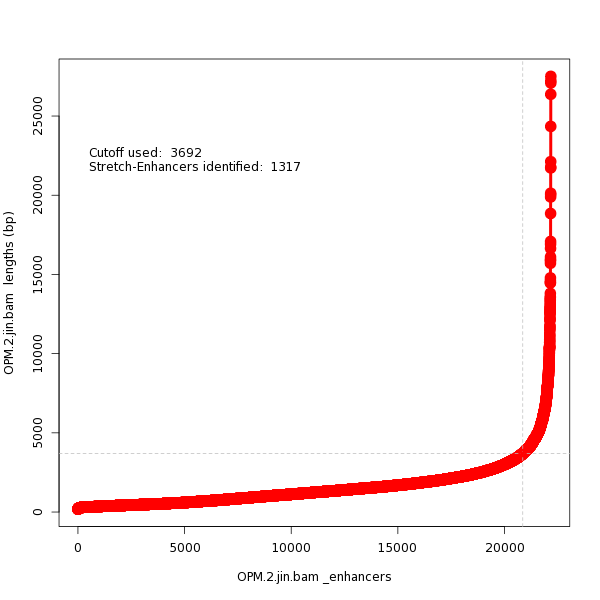 Cutoff used:  3692
Stretch-Enhancers identified:  1317
OPM.2.jin.bam  lengths (bp)
25000
20000
15000
10000
5000
0
0
5000
10000
15000
20000
OPM.2.jin.bam _enhancers